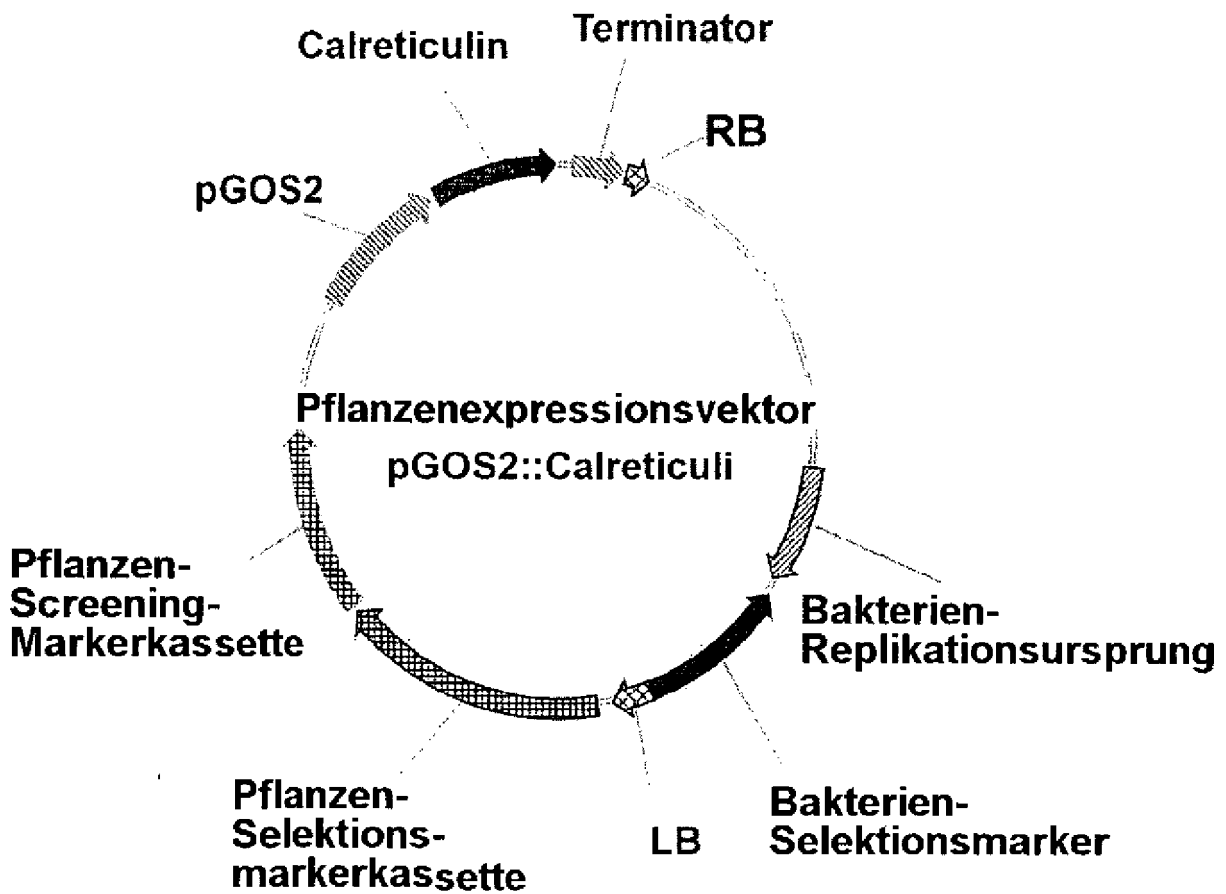 Calreticulin
Terminator
RB
pGOS2
Pflanzenexpressionsvektor
pGOS2::Calreticuli
Pflanzen-
Screening-
Markerkassette
Bakterien-
Replikationsursprung
Pflanzen-
Selektions-
markerkassette
LB
Bakterien-
Selektionsmarker